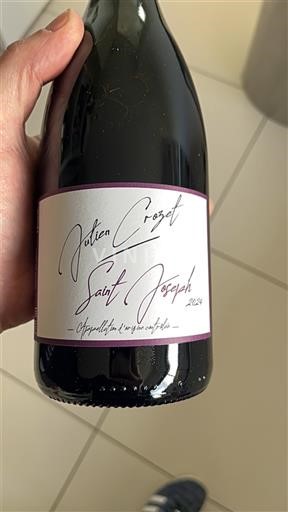 Julien Crozet
Saint Joseph
2024
— Appellation d'origine contrôlée —